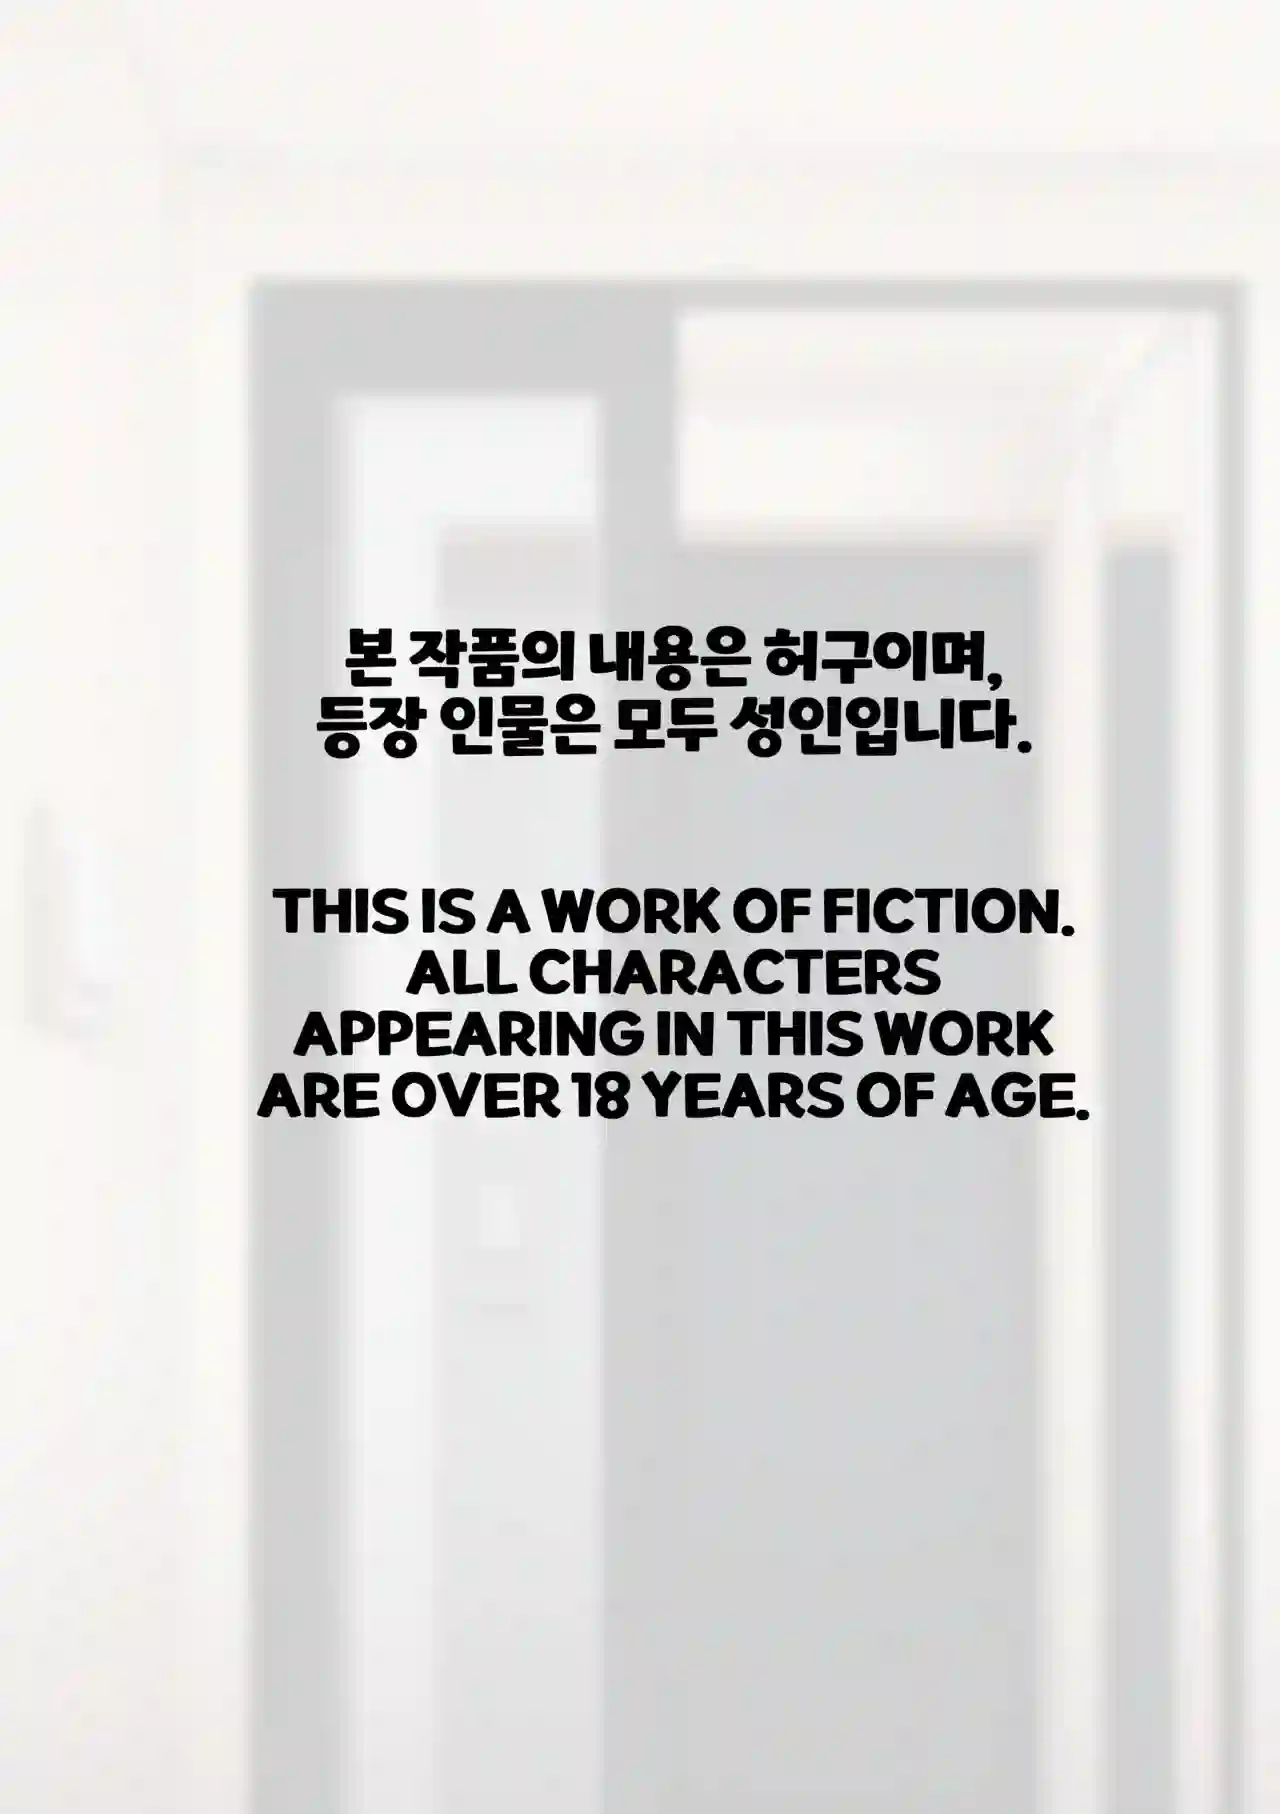 본 작품의 내용은 허구이며,
등장 인물은 모두 성인입니다.
THIS IS A WORK OF FICTION.
ALL CHARACTERS
APPEARING IN THIS WORK
ARE OVER 18 YEARS OF AGE.